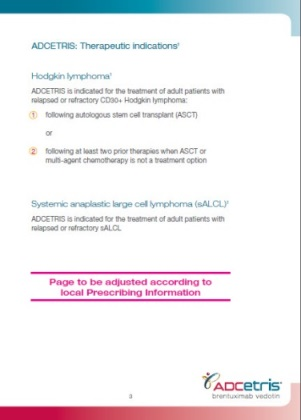 ADCETRIS: Therapeutic indications¹
Hodgkin lymphoma¹
ADCETRIS is indicated for the treatment of adult patients with
relapsed or refractory CD30+ Hodgkin lymphoma:
1 following autologous stem cell transplant (ASCT)
or
2 following at least two prior therapies when ASCT or
multi-agent chemotherapy is not a treatment option
Systemic anaplastic large cell lymphoma (sALCL)¹
ADCETRIS is indicated for the treatment of adult patients with
relapsed or refractory sALCL
Page to be adjusted according to
local Prescribing Information
ADCETRIS
brentuximab vedotin
3